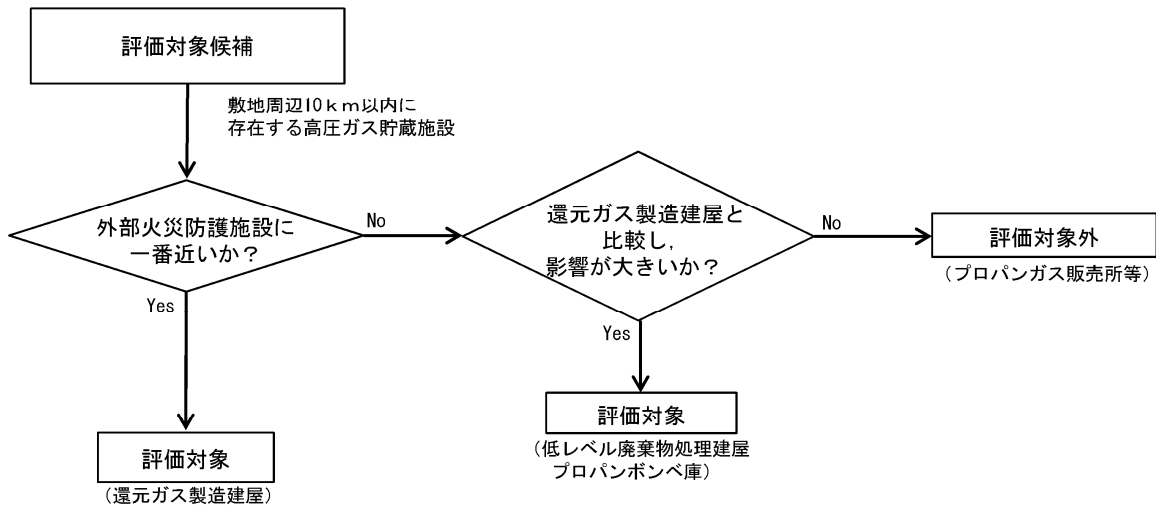 評価対象候補
敷地周辺10km以内に
存在する高圧ガス貯蔵施設
外部火災防護施設に
一番近いか?
No
還元ガス製造建屋と
比較し,
影響が大きいか?
No
評価対象外
(プロパンガス販売所等)
Yes
Yes
評価対象
(低レベル廃棄物処理建屋
プロパンボンベ庫)
評価対象
(還元ガス製造建屋)